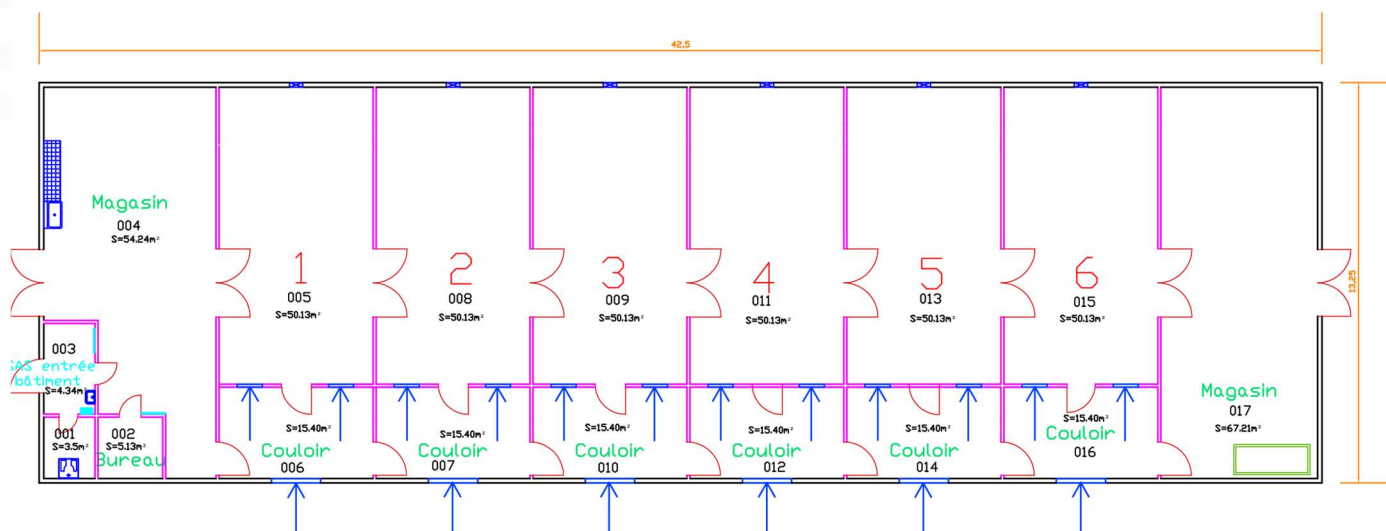 42,5
13,25
Magasin
004
S=54.24m²
1
005
S=50.13m²
2
008
S=50.13m²
3
009
S=50.13m²
4
011
S=50.13m²
5
013
S=50.13m²
6
015
S=50.13m²
003
SAS entrée
bâtiment
S=4.34m²
001
S=3.5m²
002
S=5.13m²
Bureau
S=15.40m²
Couloir
006
S=15.40m²
Couloir
007
S=15.40m²
Couloir
010
S=15.40m²
Couloir
012
S=15.40m²
Couloir
014
S=15.40m²
Couloir
016
Magasin
017
S=67.21m²